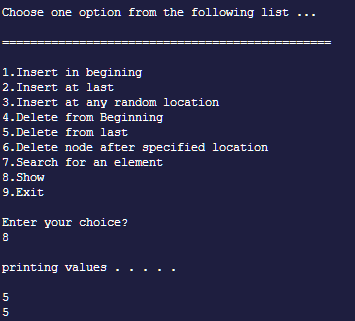 Choose one option from the following list ...
===============================================
1.Insert in begining
2.Insert at last
3.Insert at any random location
4.Delete from Beginning
5.Delete from last
6.Delete node after specified location
7.Search for an element
8.Show
9.Exit
Enter your choice?
8
printing values . . . . .
5
5